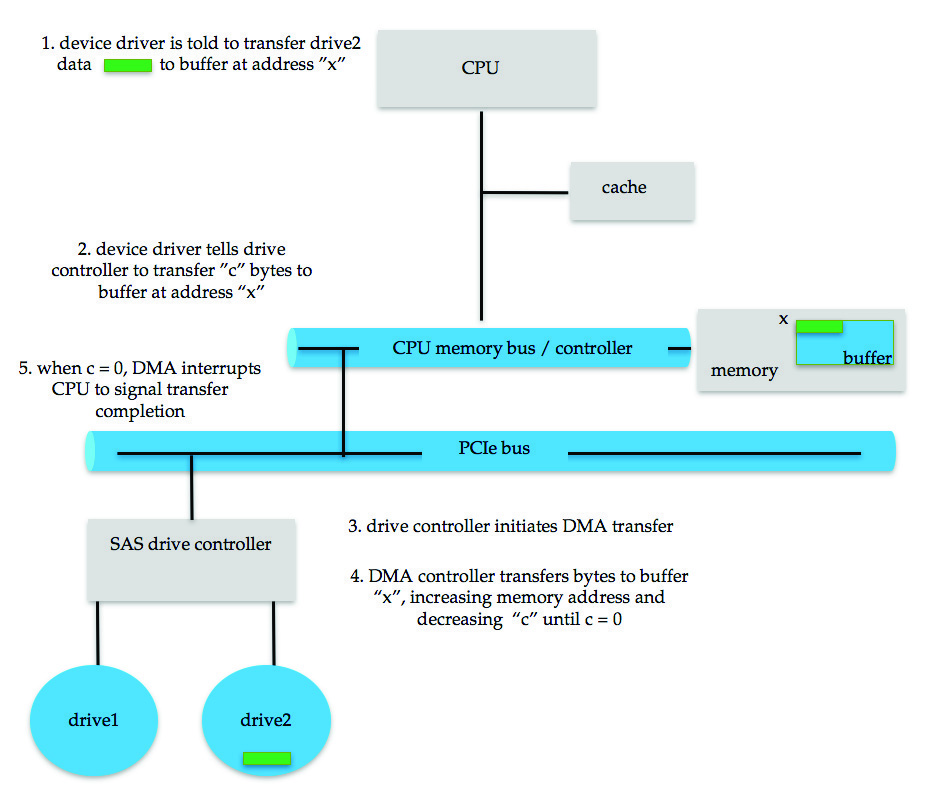 1. device driver is told to transfer drive2
data to buffer at address ”x”
CPU
cache
2. device driver tells drive
controller to transfer ”c” bytes to
buffer at address “x”
CPU memory bus / controller
x
buffer
memory
5. when c = 0, DMA interrupts
CPU to signal transfer
completion
PCIe bus
3. drive controller initiates DMA transfer
SAS drive controller
4. DMA controller transfers bytes to buffer
“x”, increasing memory address and
decreasing “c” until c = 0
drive1
drive2